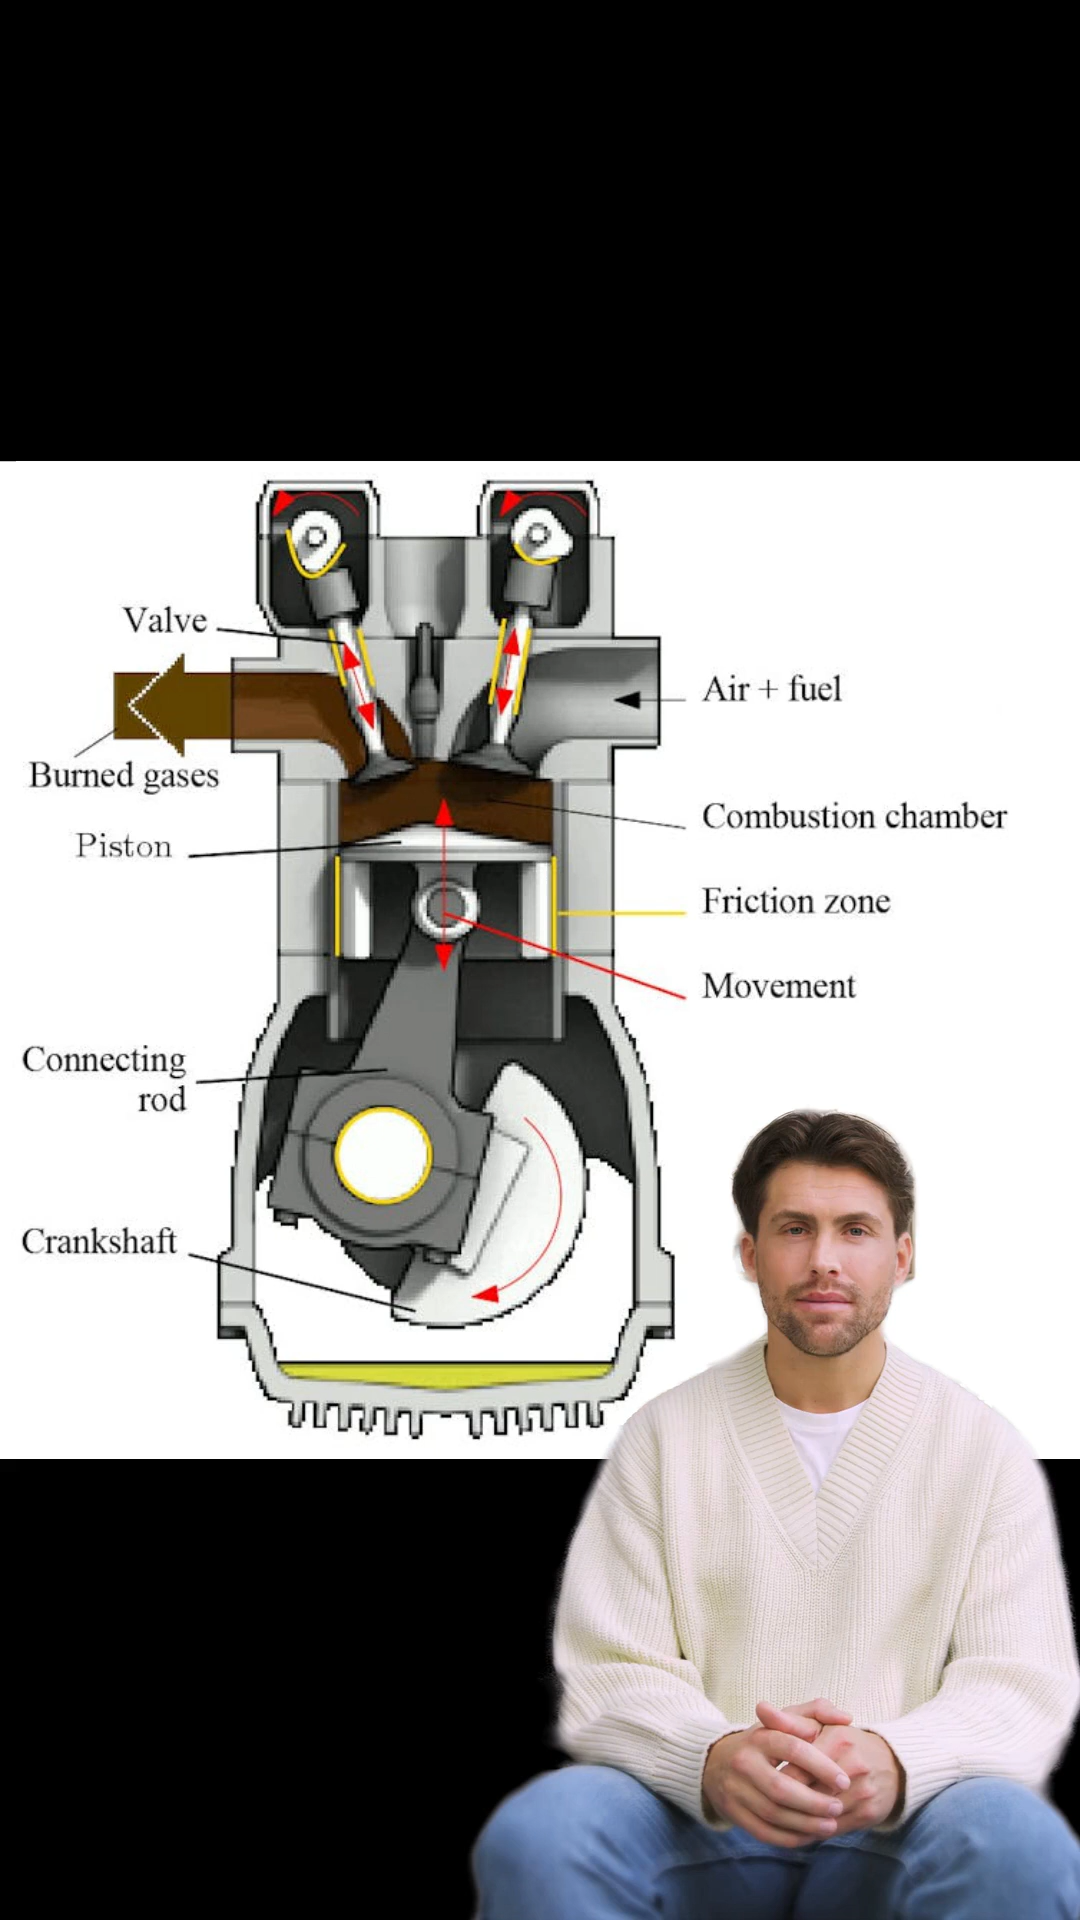 Valve
Air + fuel
Burned gases
Combustion chamber
Piston
Friction zone
Movement
Connecting
rod
Crankshaft